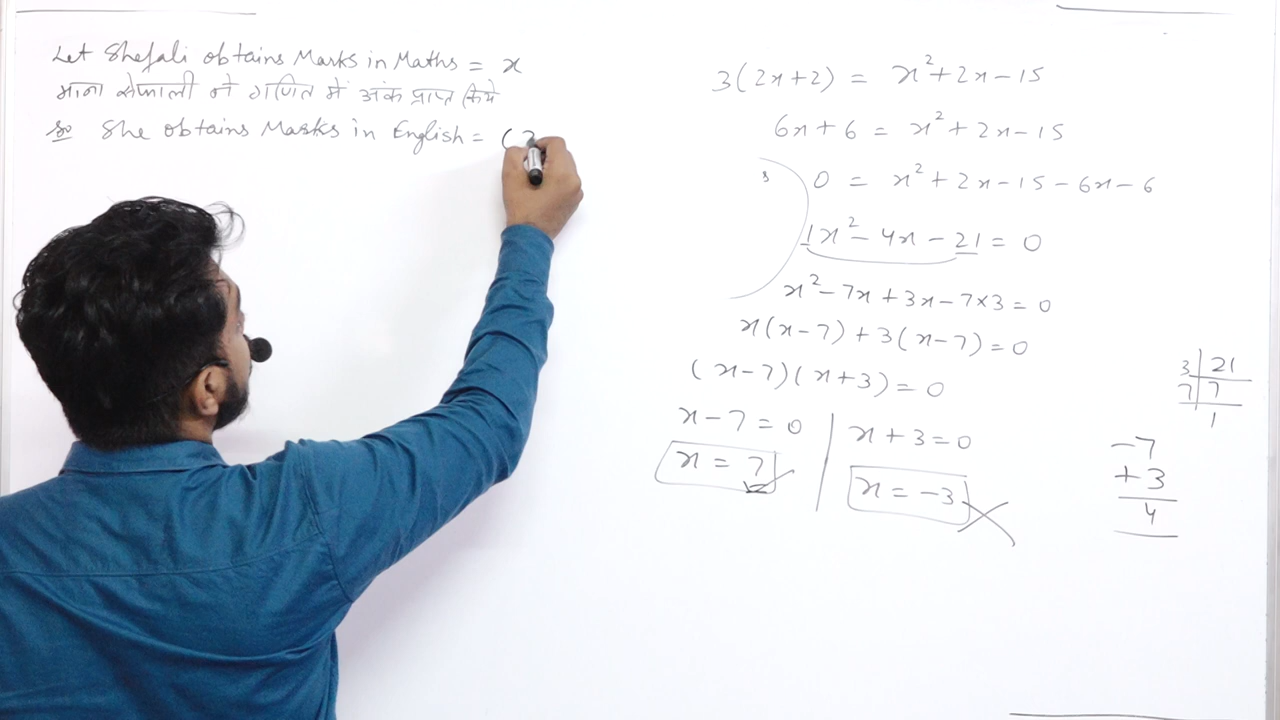 Let Shefali obtains Marks in Maths = x
माना शेफाली ने गणित में अंक प्राप्त किये
So She obtains Marks in English = (3
3(2x+2) = x²+2x-15
6x+6 = x²+2x-15
0 = x²+2x-15-6x-6
1x²-4x-21=0
x²-7x+3x-7×3=0
x(x-7)+3(x-7)=0
(x-7)(x+3)=0
x-7=0
x = 7
x+3=0
x = -3
3 | 21
7 | 7
1
-7
+3
4